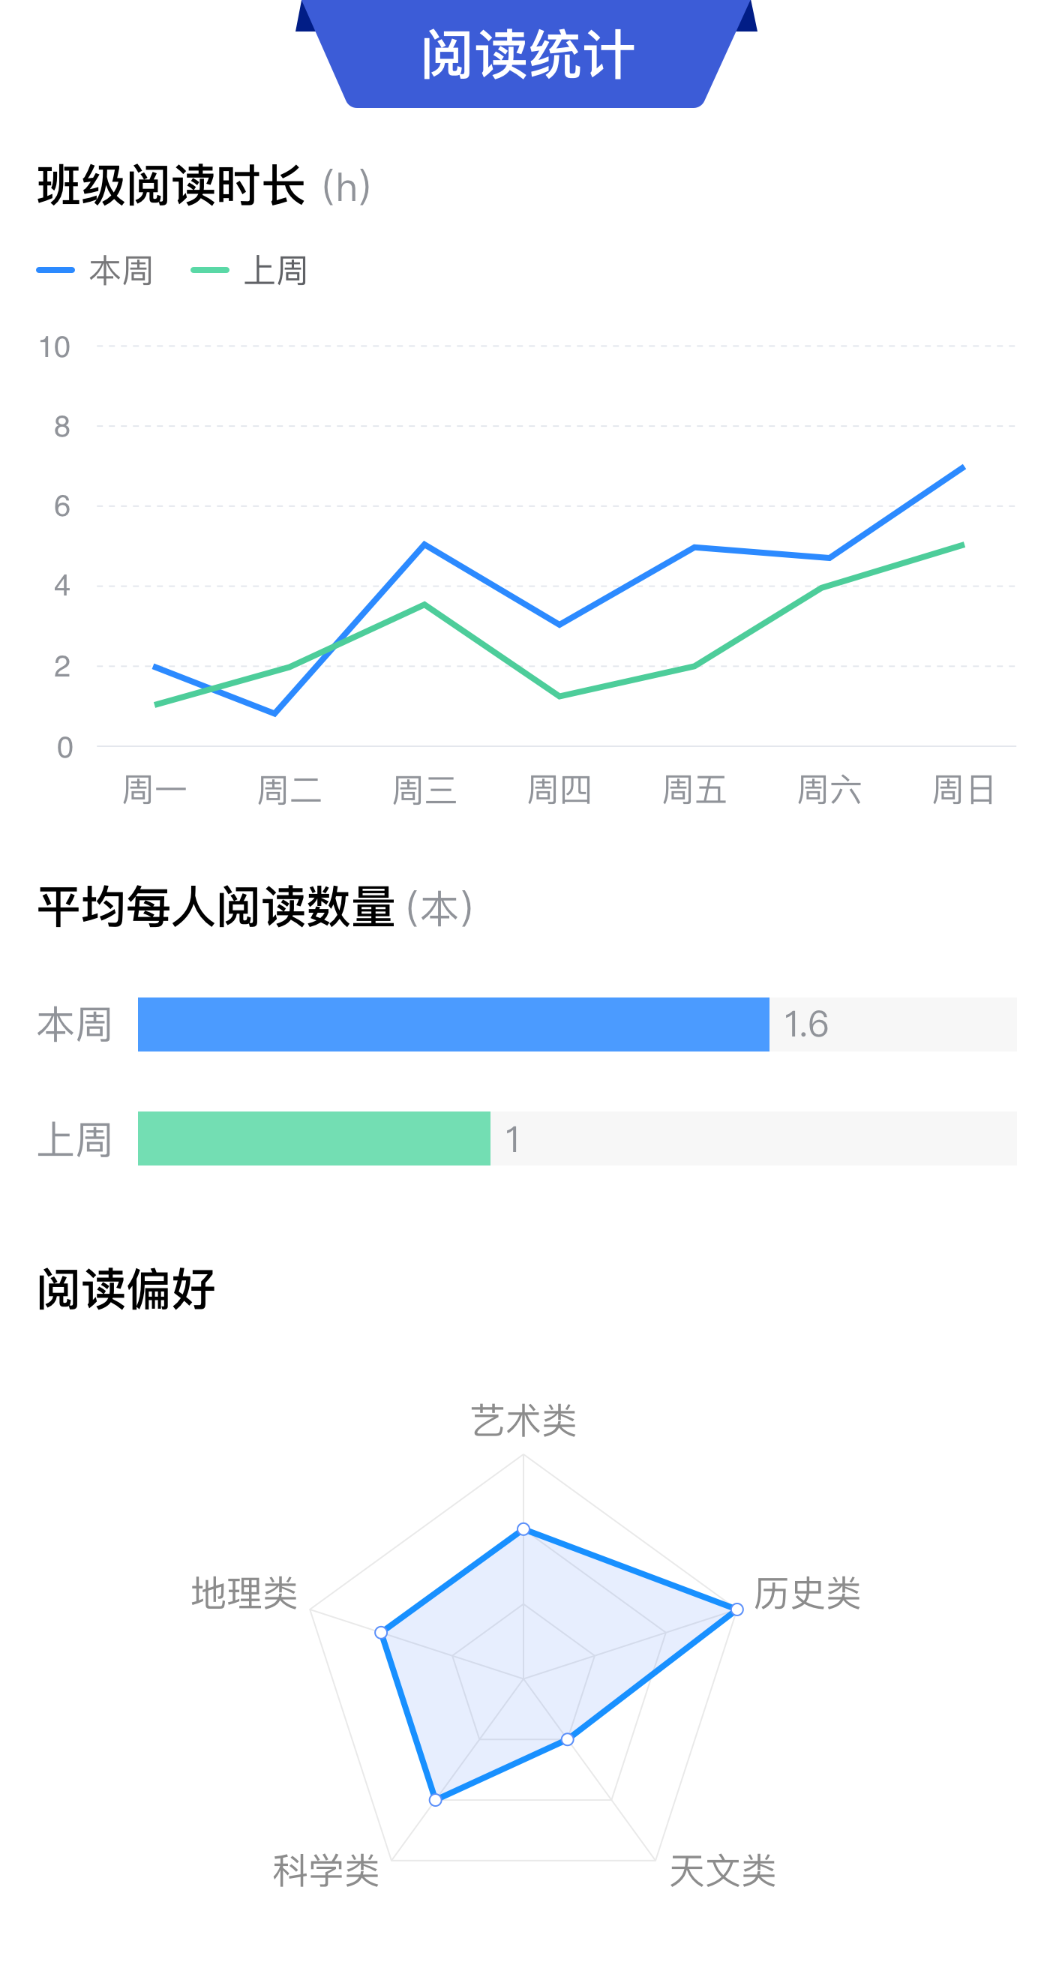 阅读统计
班级阅读时长 (h)
本周 上周
10
8
6
4
2
0
周一 周二 周三 周四 周五 周六 周日
平均每人阅读数量 (本)
本周 1.6
上周 1
阅读偏好
艺术类
地理类 历史类
科学类 天文类